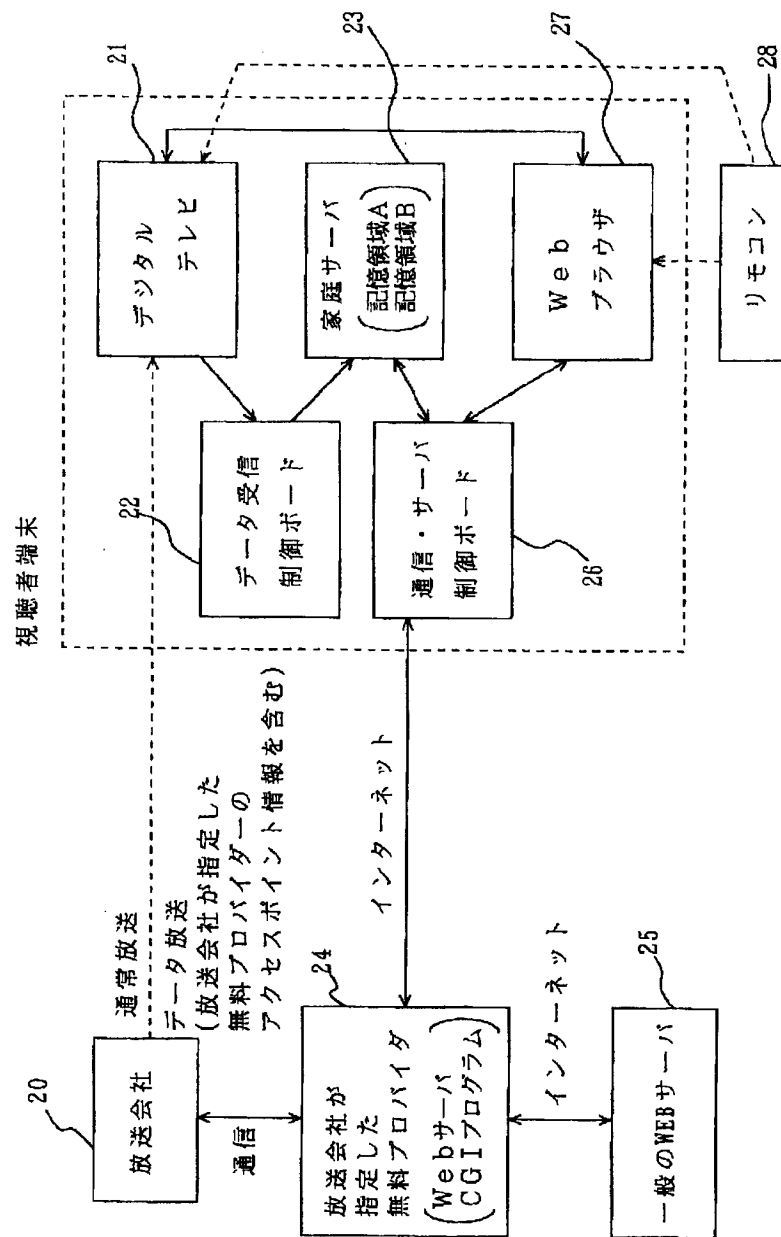 視聴者端末
20
放送会社
通常放送
データ放送
(放送会社が指定した
無料プロバイダーの
アクセスポイント情報を含む)
21
デジタル
テレビ
22
データ受信
制御ボード
23
家庭サーバ
(記憶領域A
記憶領域B)
通信
24
放送会社が
指定した
無料プロバイダ
(Webサーバ
CGIプログラム)
インターネット
26
通信・サーバ
制御ボード
27
Web
ブラウザ
インターネット
25
一般のWEBサーバ
28
リモコン